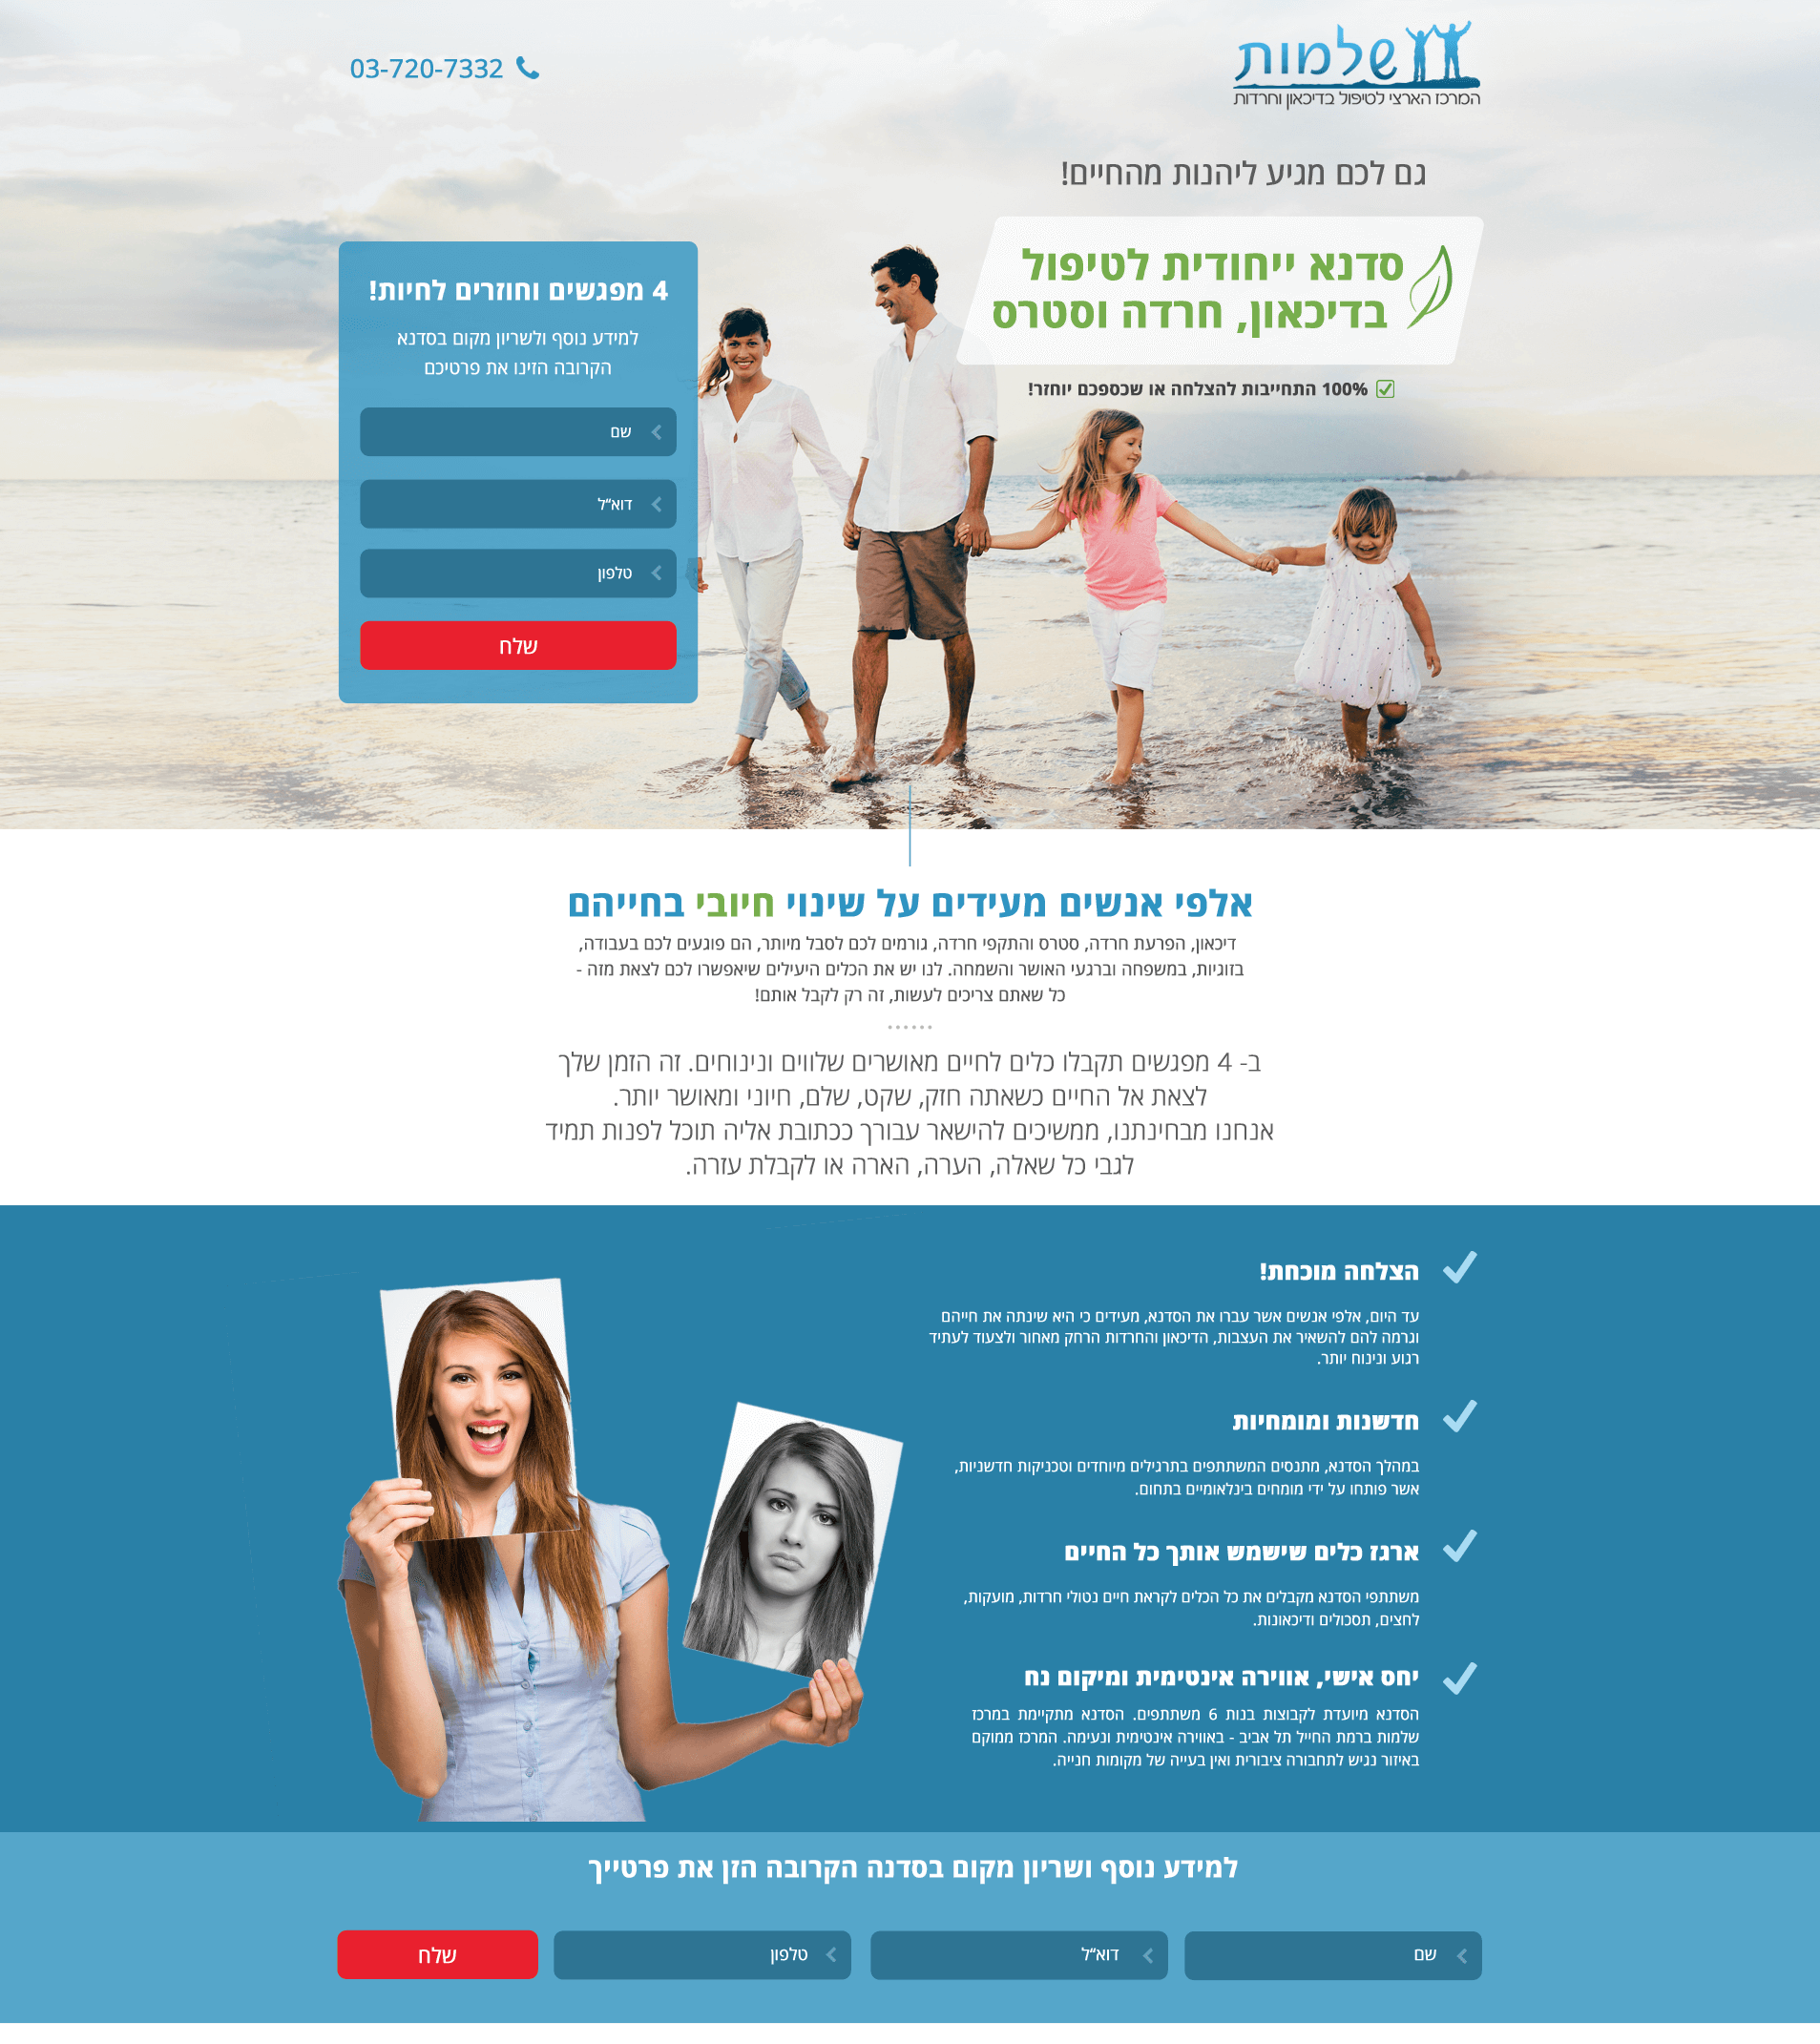 שלמות
המרכז הארצי לטיפול בדיכאון וחרדות
03-720-7332
גם לכם מגיע ליהנות מהחיים!
סדנא ייחודית לטיפול
בדיכאון, חרדה וסטרס
100% התחייבות להצלחה או שכספכם יוחזר!
4 מפגשים וחוזרים לחיות!
למידע נוסף ולשריון מקום בסדנא
הקרובה הזינו את פרטיכם
שם
דוא״ל
טלפון
שלח
אלפי אנשים מעידים על שינוי חיובי בחייהם
דיכאון, הפרעת חרדה, סטרס והתקפי חרדה, גורמים לכם לסבל מיותר, הם פוגעים לכם בעבודה,
בזוגיות, במשפחה וברגעי האושר והשמחה. לנו יש את הכלים היעילים שיאפשרו לכם לצאת מזה -
כל שאתם צריכים לעשות, זה רק לקבל אותם!
ב- 4 מפגשים תקבלו כלים לחיים מאושרים שלווים ונינוחים. זה הזמן שלך
לצאת אל החיים כשאתה חזק, שקט, שלם, חיוני ומאושר יותר.
אנחנו מבחינתנו, ממשיכים להישאר עבורך ככתובת אליה תוכל לפנות תמיד
לגבי כל שאלה, הערה, הארה או לקבלת עזרה.
הצלחה מוכחת!
עד היום, אלפי אנשים אשר עברו את הסדנא, מעידים כי היא שינתה את חייהם
וגרמה להם להשאיר את העצבות, הדיכאון והחרדות הרחק מאחור ולצעוד לעתיד
רגוע ונינוח יותר.
חדשנות ומומחיות
במהלך הסדנא, מתנסים המשתתפים בתרגילים מיוחדים וטכניקות חדשניות,
אשר פותחו על ידי מומחים בינלאומיים בתחום.
ארגז כלים שישמש אותך כל החיים
משתתפי הסדנא מקבלים את כל הכלים לקראת חיים נטולי חרדות, מועקות,
לחצים, תסכולים ודיכאונות.
יחס אישי, אווירה אינטימית ומיקום נח
הסדנא מיועדת לקבוצות בנות 6 משתתפים. הסדנא מתקיימת במרכז
שלמות ברמת החייל תל אביב - באווירה אינטימית ונעימה. המרכז ממוקם
באיזור נגיש לתחבורה ציבורית ואין בעייה של מקומות חנייה.
למידע נוסף ושריון מקום בסדנה הקרובה הזן את פרטייך
שם
דוא״ל
טלפון
שלח